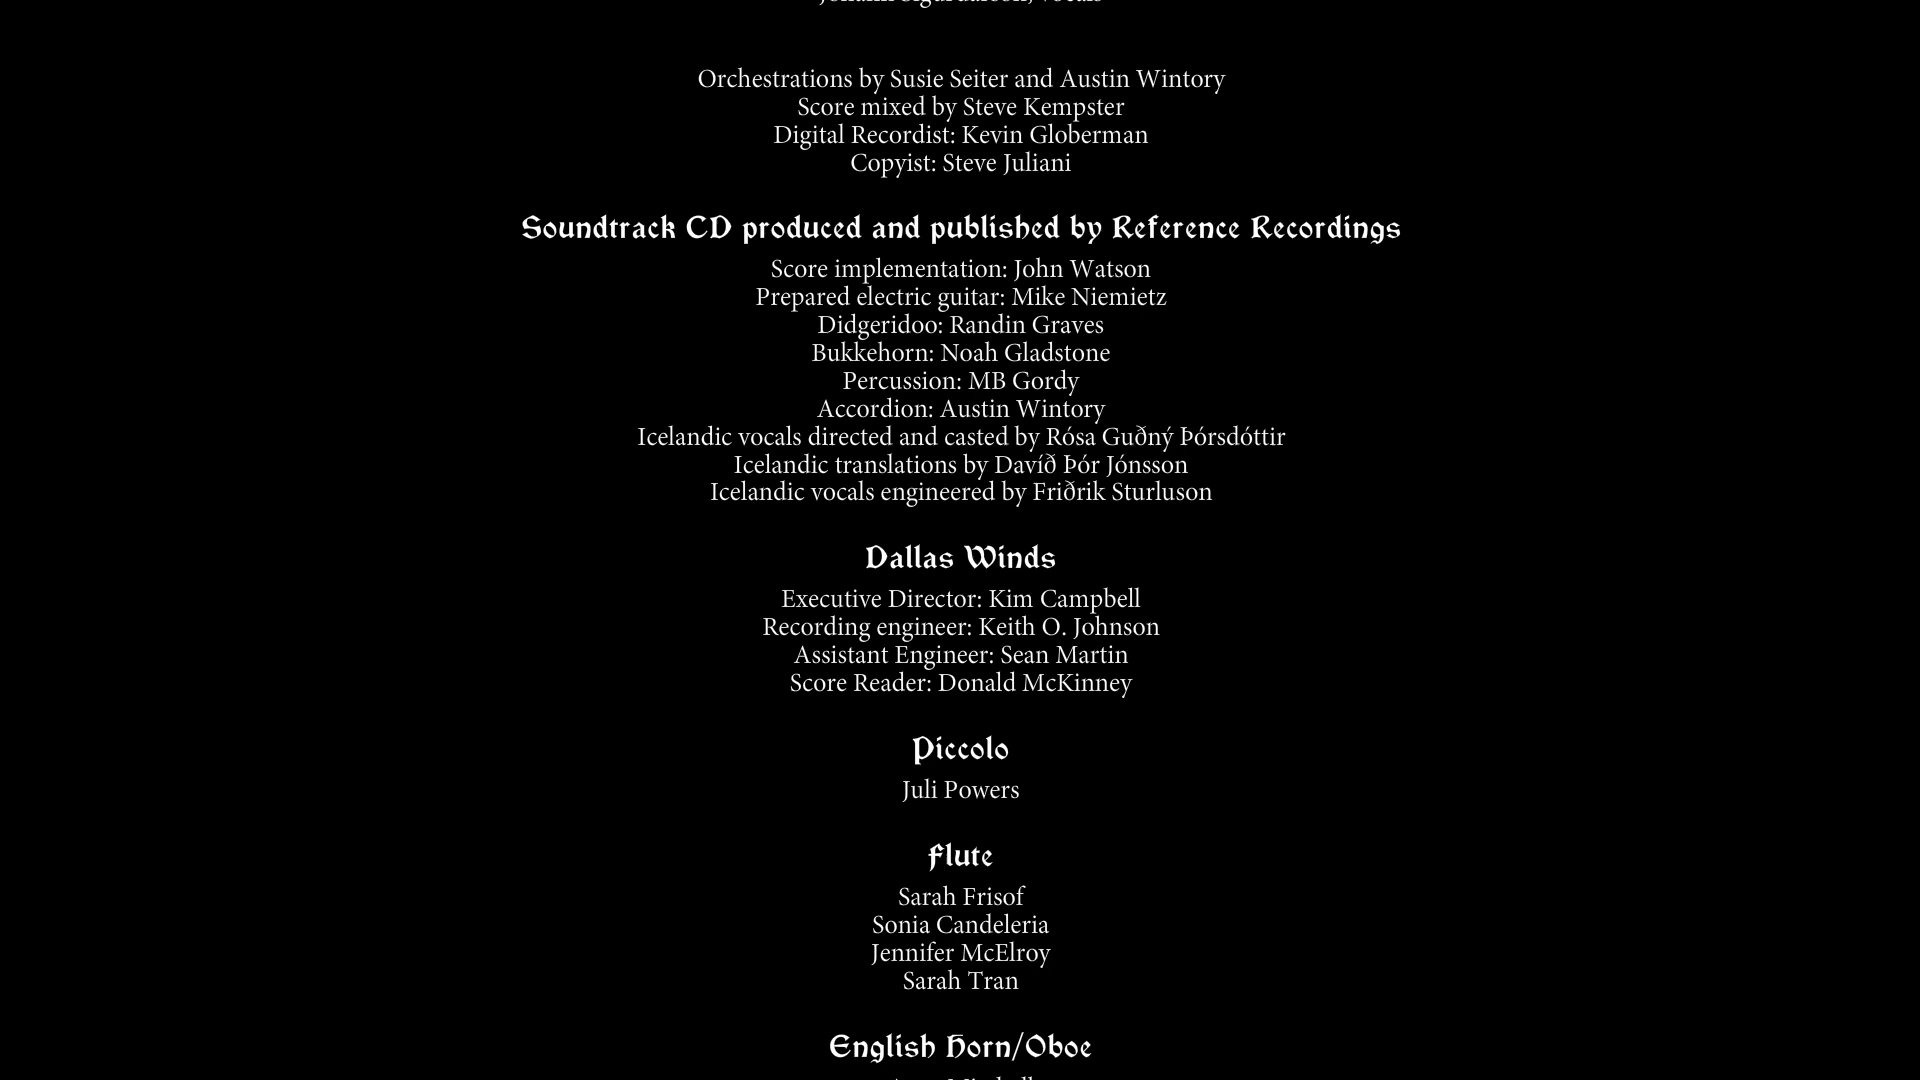 Orchestrations by Susie Seiter and Austin Wintory
Score mixed by Steve Kempster
Digital Recordist: Kevin Globerman
Copyist: Steve Juliani
Soundtrack CD produced and published by Reference Recordings
Score implementation: John Watson
Prepared electric guitar: Mike Niemietz
Didgeridoo: Randin Graves
Bukkehorn: Noah Gladstone
Percussion: MB Gordy
Accordion: Austin Wintory
Icelandic vocals directed and casted by Rósa Guðný Þórsdóttir
Icelandic translations by Davíð Þór Jónsson
Icelandic vocals engineered by Friðrik Sturluson
Dallas Winds
Executive Director: Kim Campbell
Recording engineer: Keith O. Johnson
Assistant Engineer: Sean Martin
Score Reader: Donald McKinney
Piccolo
Juli Powers
Flute
Sarah Frisof
Sonia Candeleria
Jennifer McElroy
Sarah Tran
English Horn/Oboe